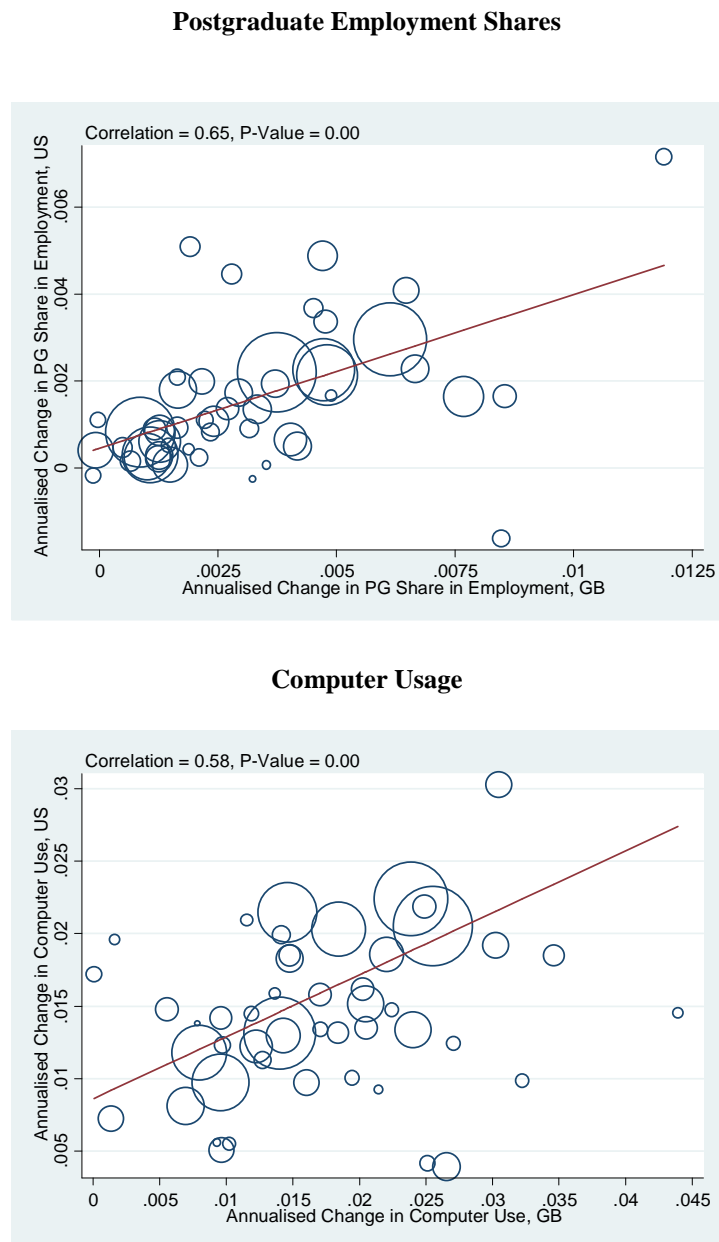 Postgraduate Employment Shares
Correlation = 0.65, P-Value = 0.00
Annualised Change in PG Share in Employment, US
.006
.004
.002
0
0 .0025 .005 .0075 .01 .0125
Annualised Change in PG Share in Employment, GB
Computer Usage
Correlation = 0.58, P-Value = 0.00
Annualised Change in Computer Use, US
.03
.025
.02
.015
.01
.005
0 .005 .01 .015 .02 .025 .03 .035 .04 .045
Annualised Change in Computer Use, GB